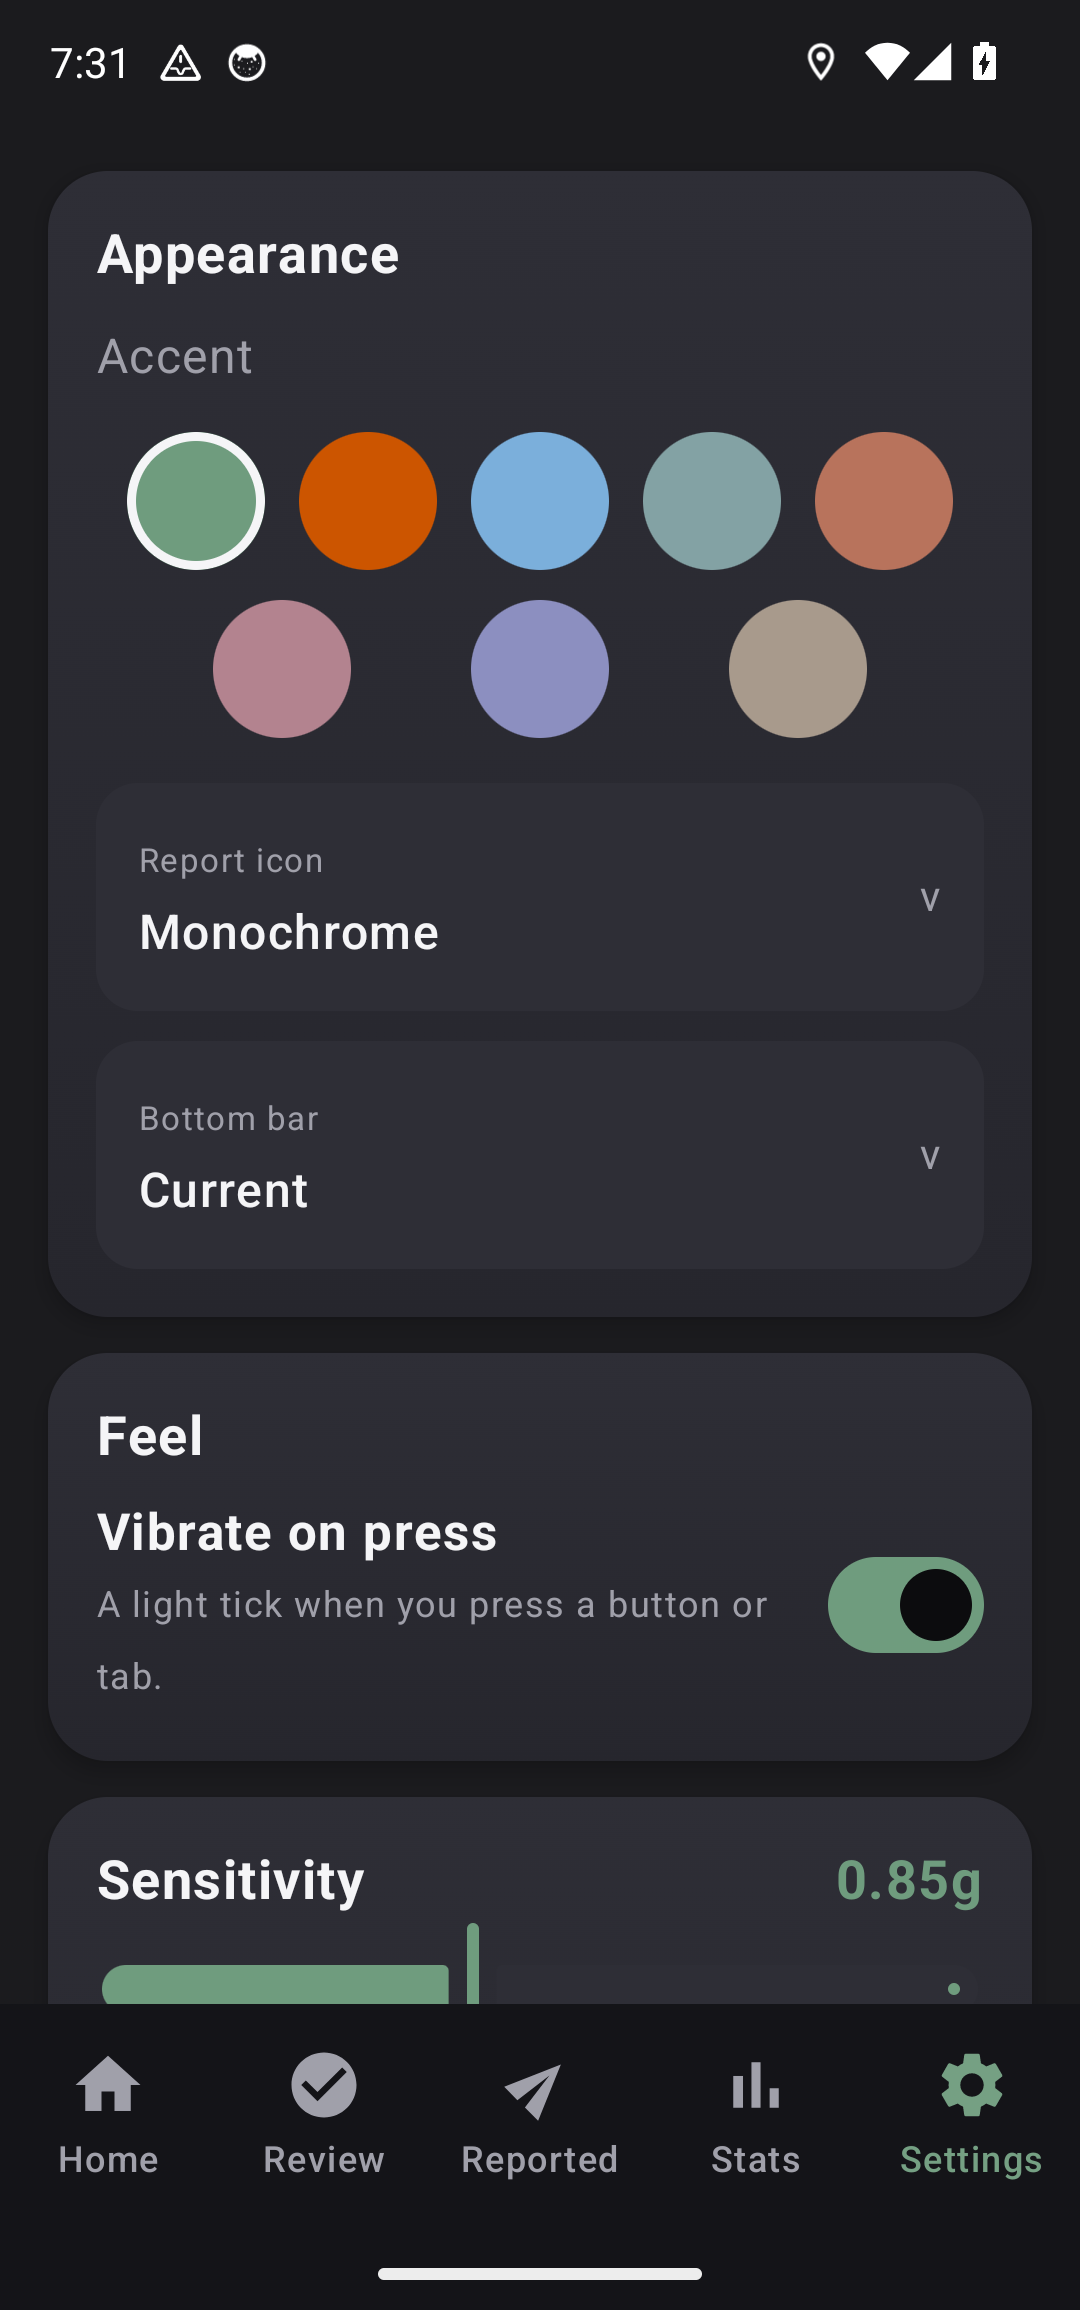 7:31
Appearance
Accent
Report icon
Monochrome
v
Bottom bar
Current
v
Feel
Vibrate on press
A light tick when you press a button or
tab.
Sensitivity 0.85g
Home Review Reported Stats Settings